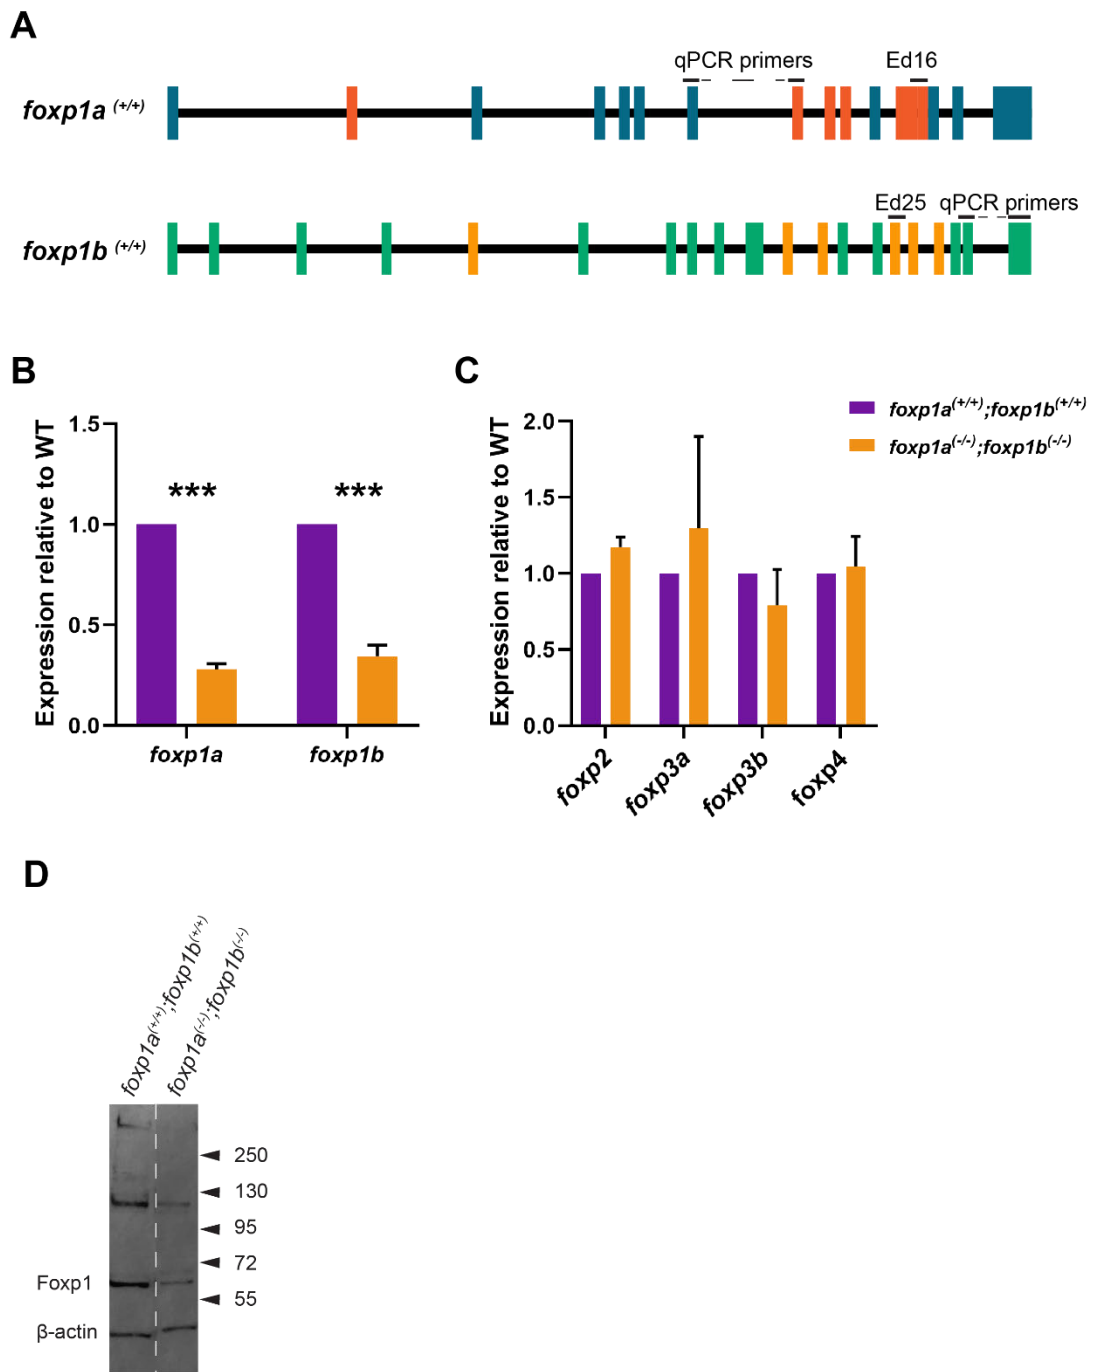 A
qPCR primers
Ed16
foxp1a (+/+)
Ed25
qPCR primers
foxp1b (+/+)
B
Expression relative to WT
1.5
1.0
0.5
0.0
***
***
foxp1a
foxp1b
C
Expression relative to WT
2.0
1.5
1.0
0.5
0.0
foxp2
foxp3a
foxp3b
foxp4
foxp1a(+/+);foxp1b(+/+)
foxp1a(-/-);foxp1b(-/-)
D
foxp1a(+/+);foxp1b(+/+)
foxp1a(-/-);foxp1b(-/-)
250
130
95
72
55
Foxp1
β-actin